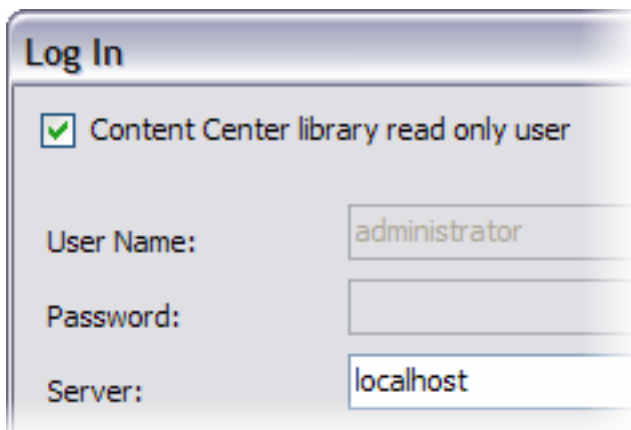 Log In
Content Center library read only user
User Name: administrator
Password:
Server: localhost